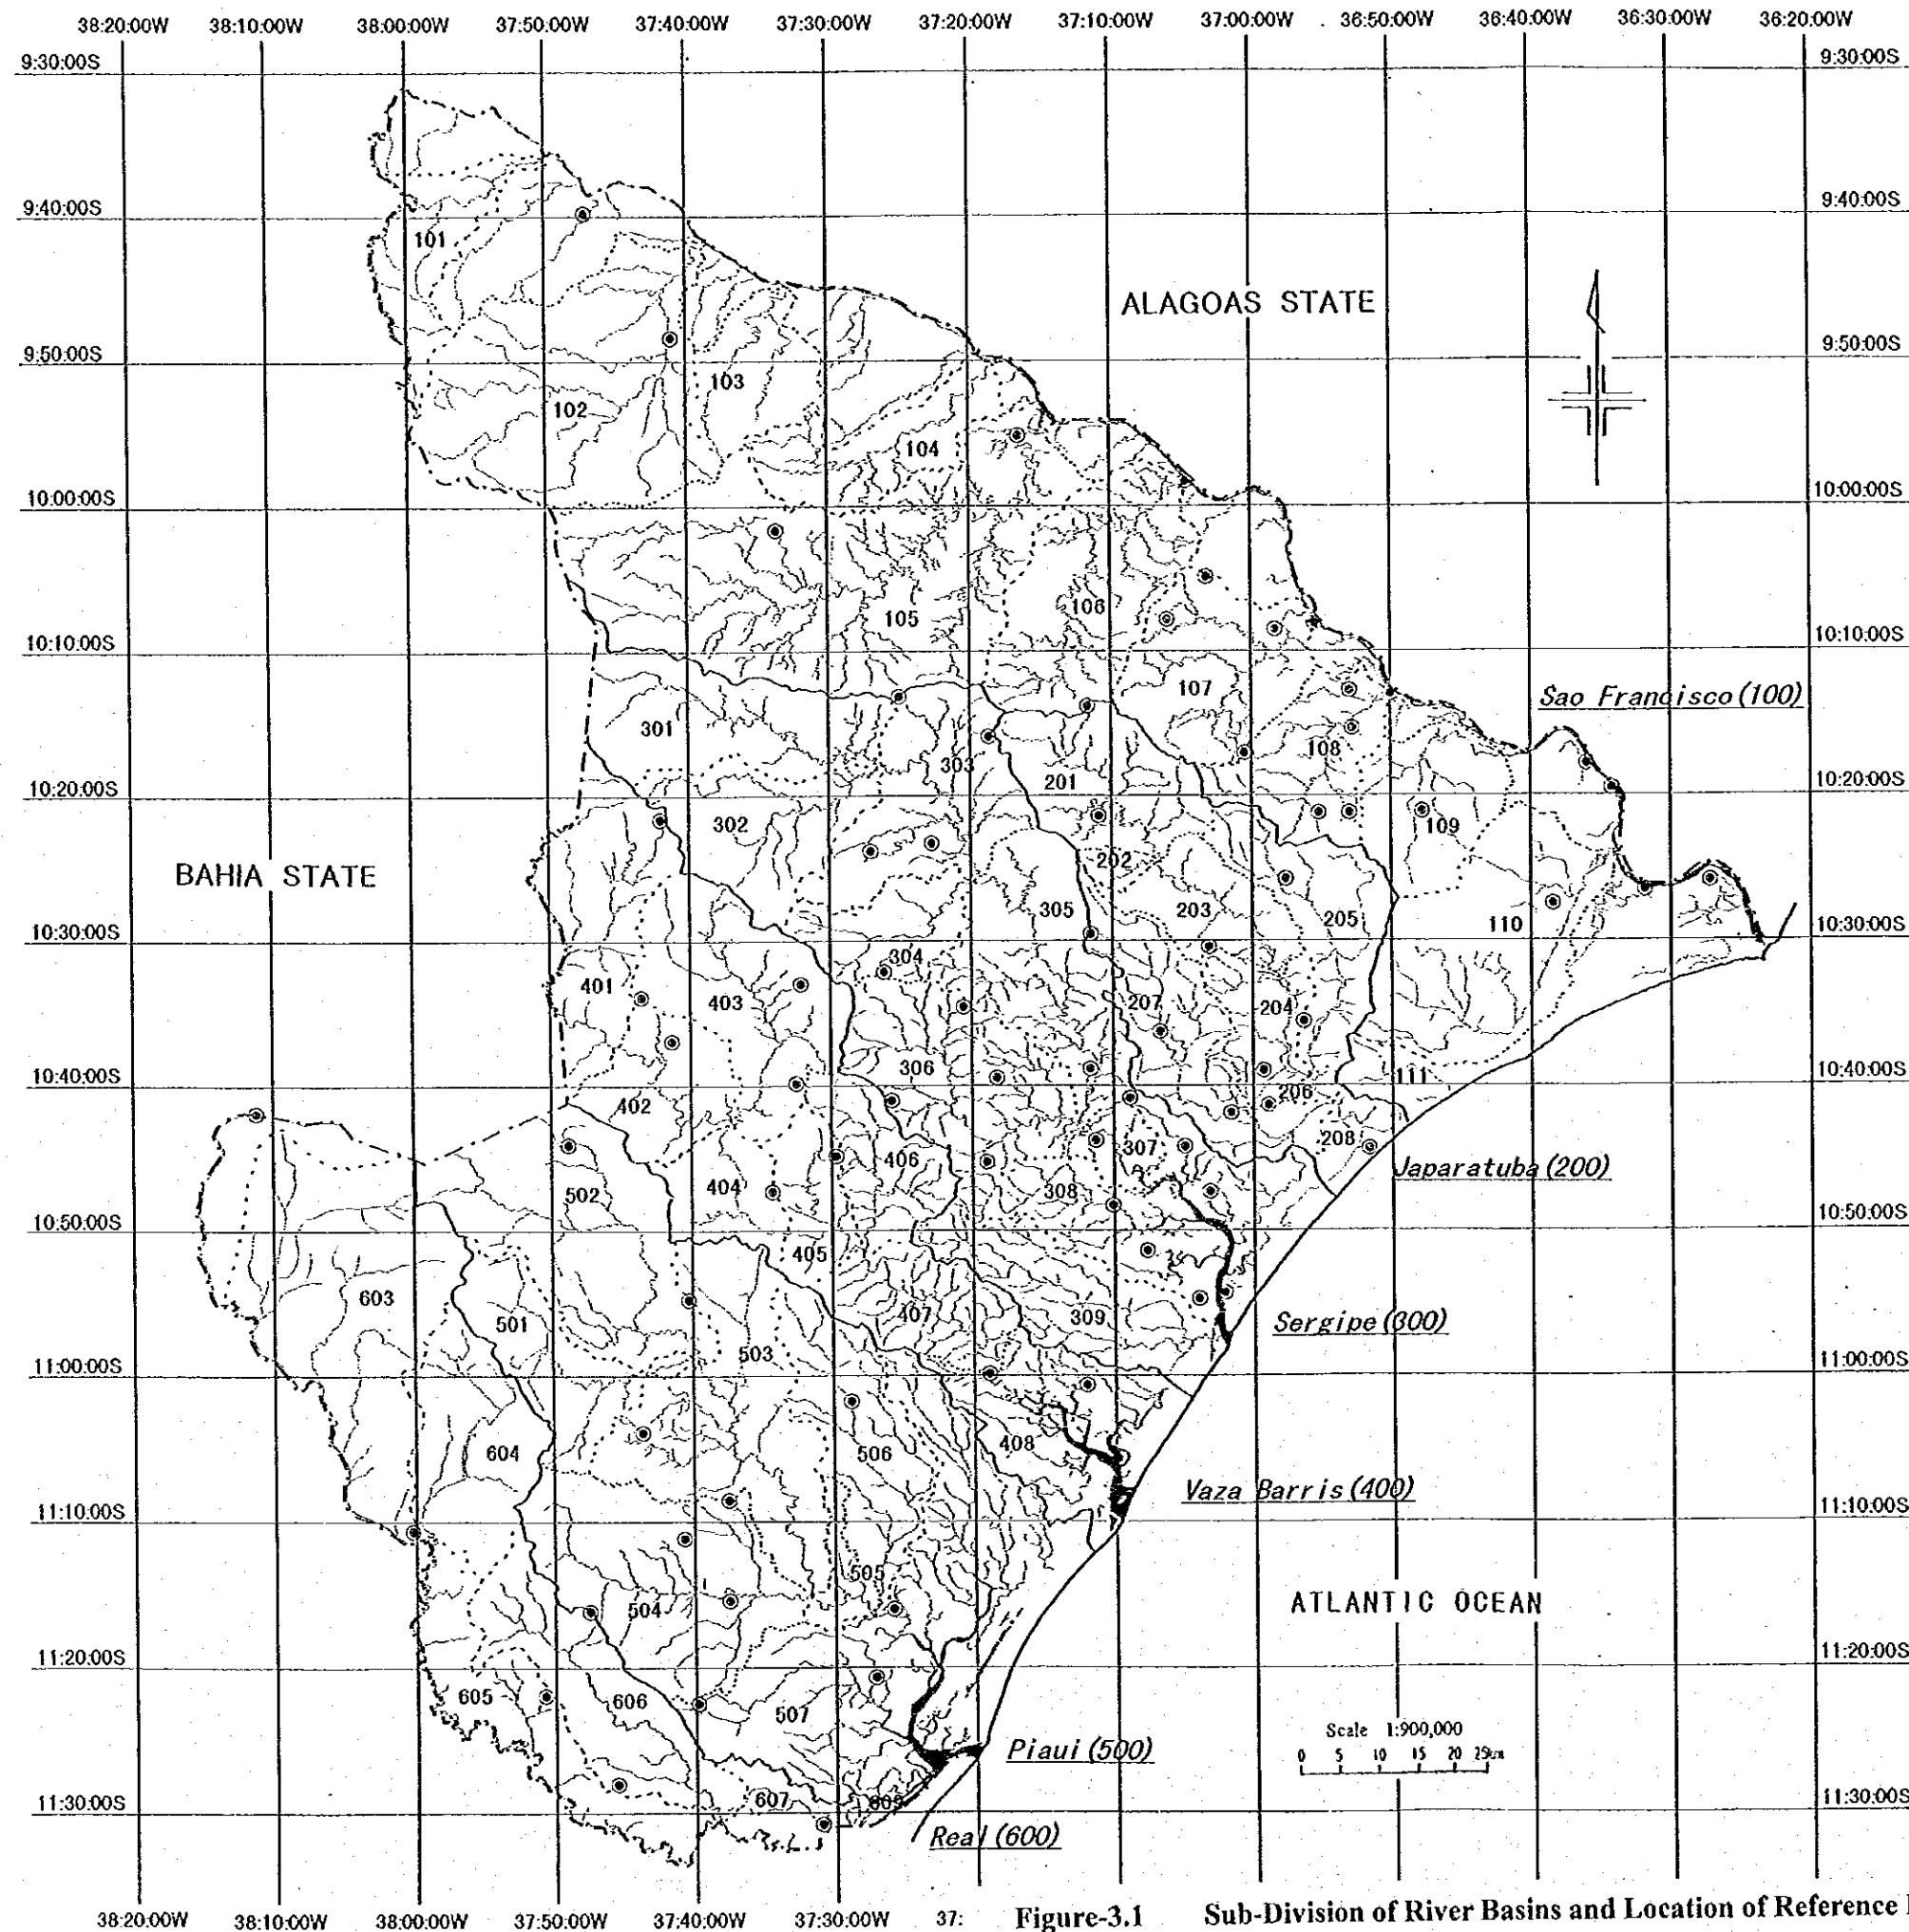 38:20:00W 38:10:00W 38:00:00W 37:50:00W 37:40:00W 37:30:00W 37:20:00W 37:10:00W 37:00:00W 36:50:00W 36:40:00W 36:30:00W 36:20:00W
9:30:00S 9:30:00S
9:40:00S 9:40:00S
101
ALAGOAS STATE
9:50:00S 9:50:00S
103
102
104
10:00:00S 10:00:00S
106
105
10:10:00S 10:10:00S
107
Sao Francisco (100)
301
108
303
201
10:20:00S 10:20:00S
302
109
202
BAHIA STATE
305
203
205
110
10:30:00S 10:30:00S
304
401
403
207
204
306
10:40:00S 10:40:00S
111
206
402
208
307
406
Japaratuba (200)
404
308
502
10:50:00S 10:50:00S
405
603
407
309
501
Sergipe (300)
503
11:00:00S 11:00:00S
408
604
506
Vaza Barris (400)
11:10:00S 11:10:00S
505
504
ATLANTIC OCEAN
11:20:00S 11:20:00S
605
606
507
Scale 1:900,000
Piaui (500)
0 5 10 15 20 25km
607
11:30:00S 11:30:00S
Real (600)
38:20:00W 38:10:00W 38:00:00W 37:50:00W 37:40:00W 37:30:00W 37:
Figure-3.1 Sub-Division of River Basins and Location of Reference